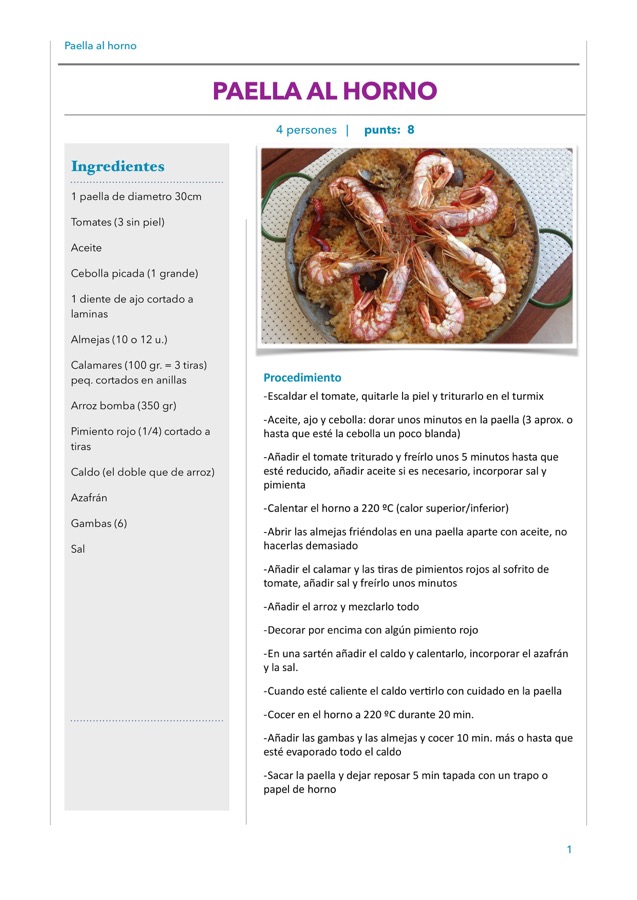 Paella al horno
PAELLA AL HORNO
4 persones | punts: 8
Ingredientes
1 paella de diametro 30cm
Tomates (3 sin piel)
Aceite
Cebolla picada (1 grande)
1 diente de ajo cortado a
laminas
Almejas (10 o 12 u.)
Calamares (100 gr. = 3 tiras)
peq. cortados en anillas
Arroz bomba (350 gr)
Pimiento rojo (1/4) cortado a
tiras
Caldo (el doble que de arroz)
Azafrán
Gambas (6)
Sal
Procedimiento
-Escaldar el tomate, quitarle la piel y triturarlo en el turmix
-Aceite, ajo y cebolla: dorar unos minutos en la paella (3 aprox. o
hasta que esté la cebolla un poco blanda)
-Añadir el tomate triturado y freírlo unos 5 minutos hasta que
esté reducido, añadir aceite si es necesario, incorporar sal y
pimienta
-Calentar el horno a 220 ºC (calor superior/inferior)
-Abrir las almejas friéndolas en una paella aparte con aceite, no
hacerlas demasiado
-Añadir el calamar y las tiras de pimientos rojos al sofrito de
tomate, añadir sal y freírlo unos minutos
-Añadir el arroz y mezclarlo todo
-Decorar por encima con algún pimiento rojo
-En una sartén añadir el caldo y calentarlo, incorporar el azafrán
y la sal.
-Cuando esté caliente el caldo vertirlo con cuidado en la paella
-Cocer en el horno a 220 ºC durante 20 min.
-Añadir las gambas y las almejas y cocer 10 min. más o hasta que
esté evaporado todo el caldo
-Sacar la paella y dejar reposar 5 min tapada con un trapo o
papel de horno
1